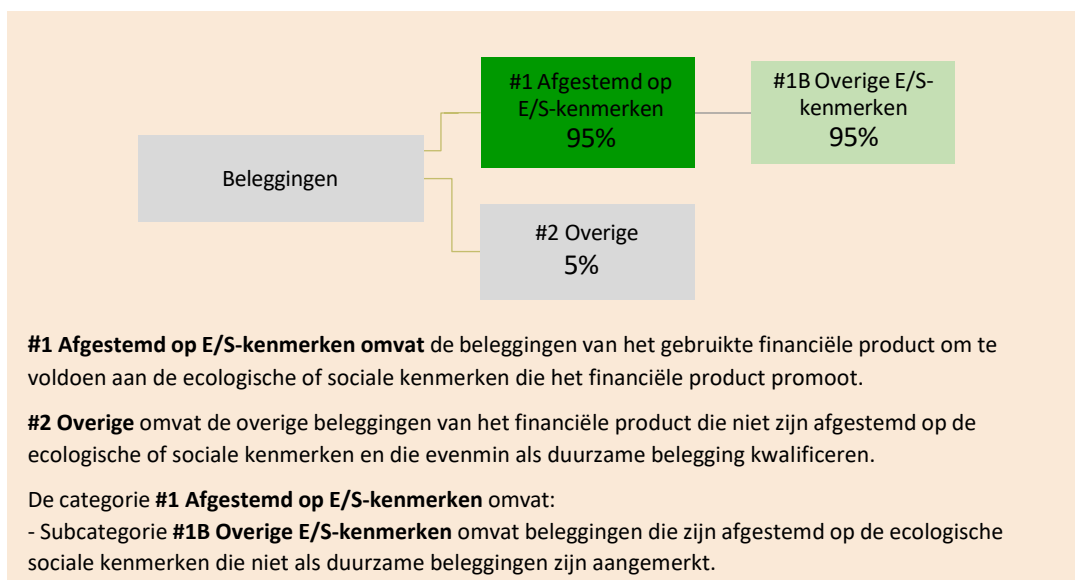 #1 Afgestemd op
E/S-kenmerken
95%
#1B Overige E/S-
kenmerken
95%
Beleggingen
#2 Overige
5%
#1 Afgestemd op E/S-kenmerken omvat de beleggingen van het gebruikte financiële product om te
voldoen aan de ecologische of sociale kenmerken die het financiële product promoot.
#2 Overige omvat de overige beleggingen van het financiële product die niet zijn afgestemd op de
ecologische of sociale kenmerken en die evenmin als duurzame belegging kwalificeren.
De categorie #1 Afgestemd op E/S-kenmerken omvat:
- Subcategorie #1B Overige E/S-kenmerken omvat beleggingen die zijn afgestemd op de ecologische
sociale kenmerken die niet als duurzame beleggingen zijn aangemerkt.